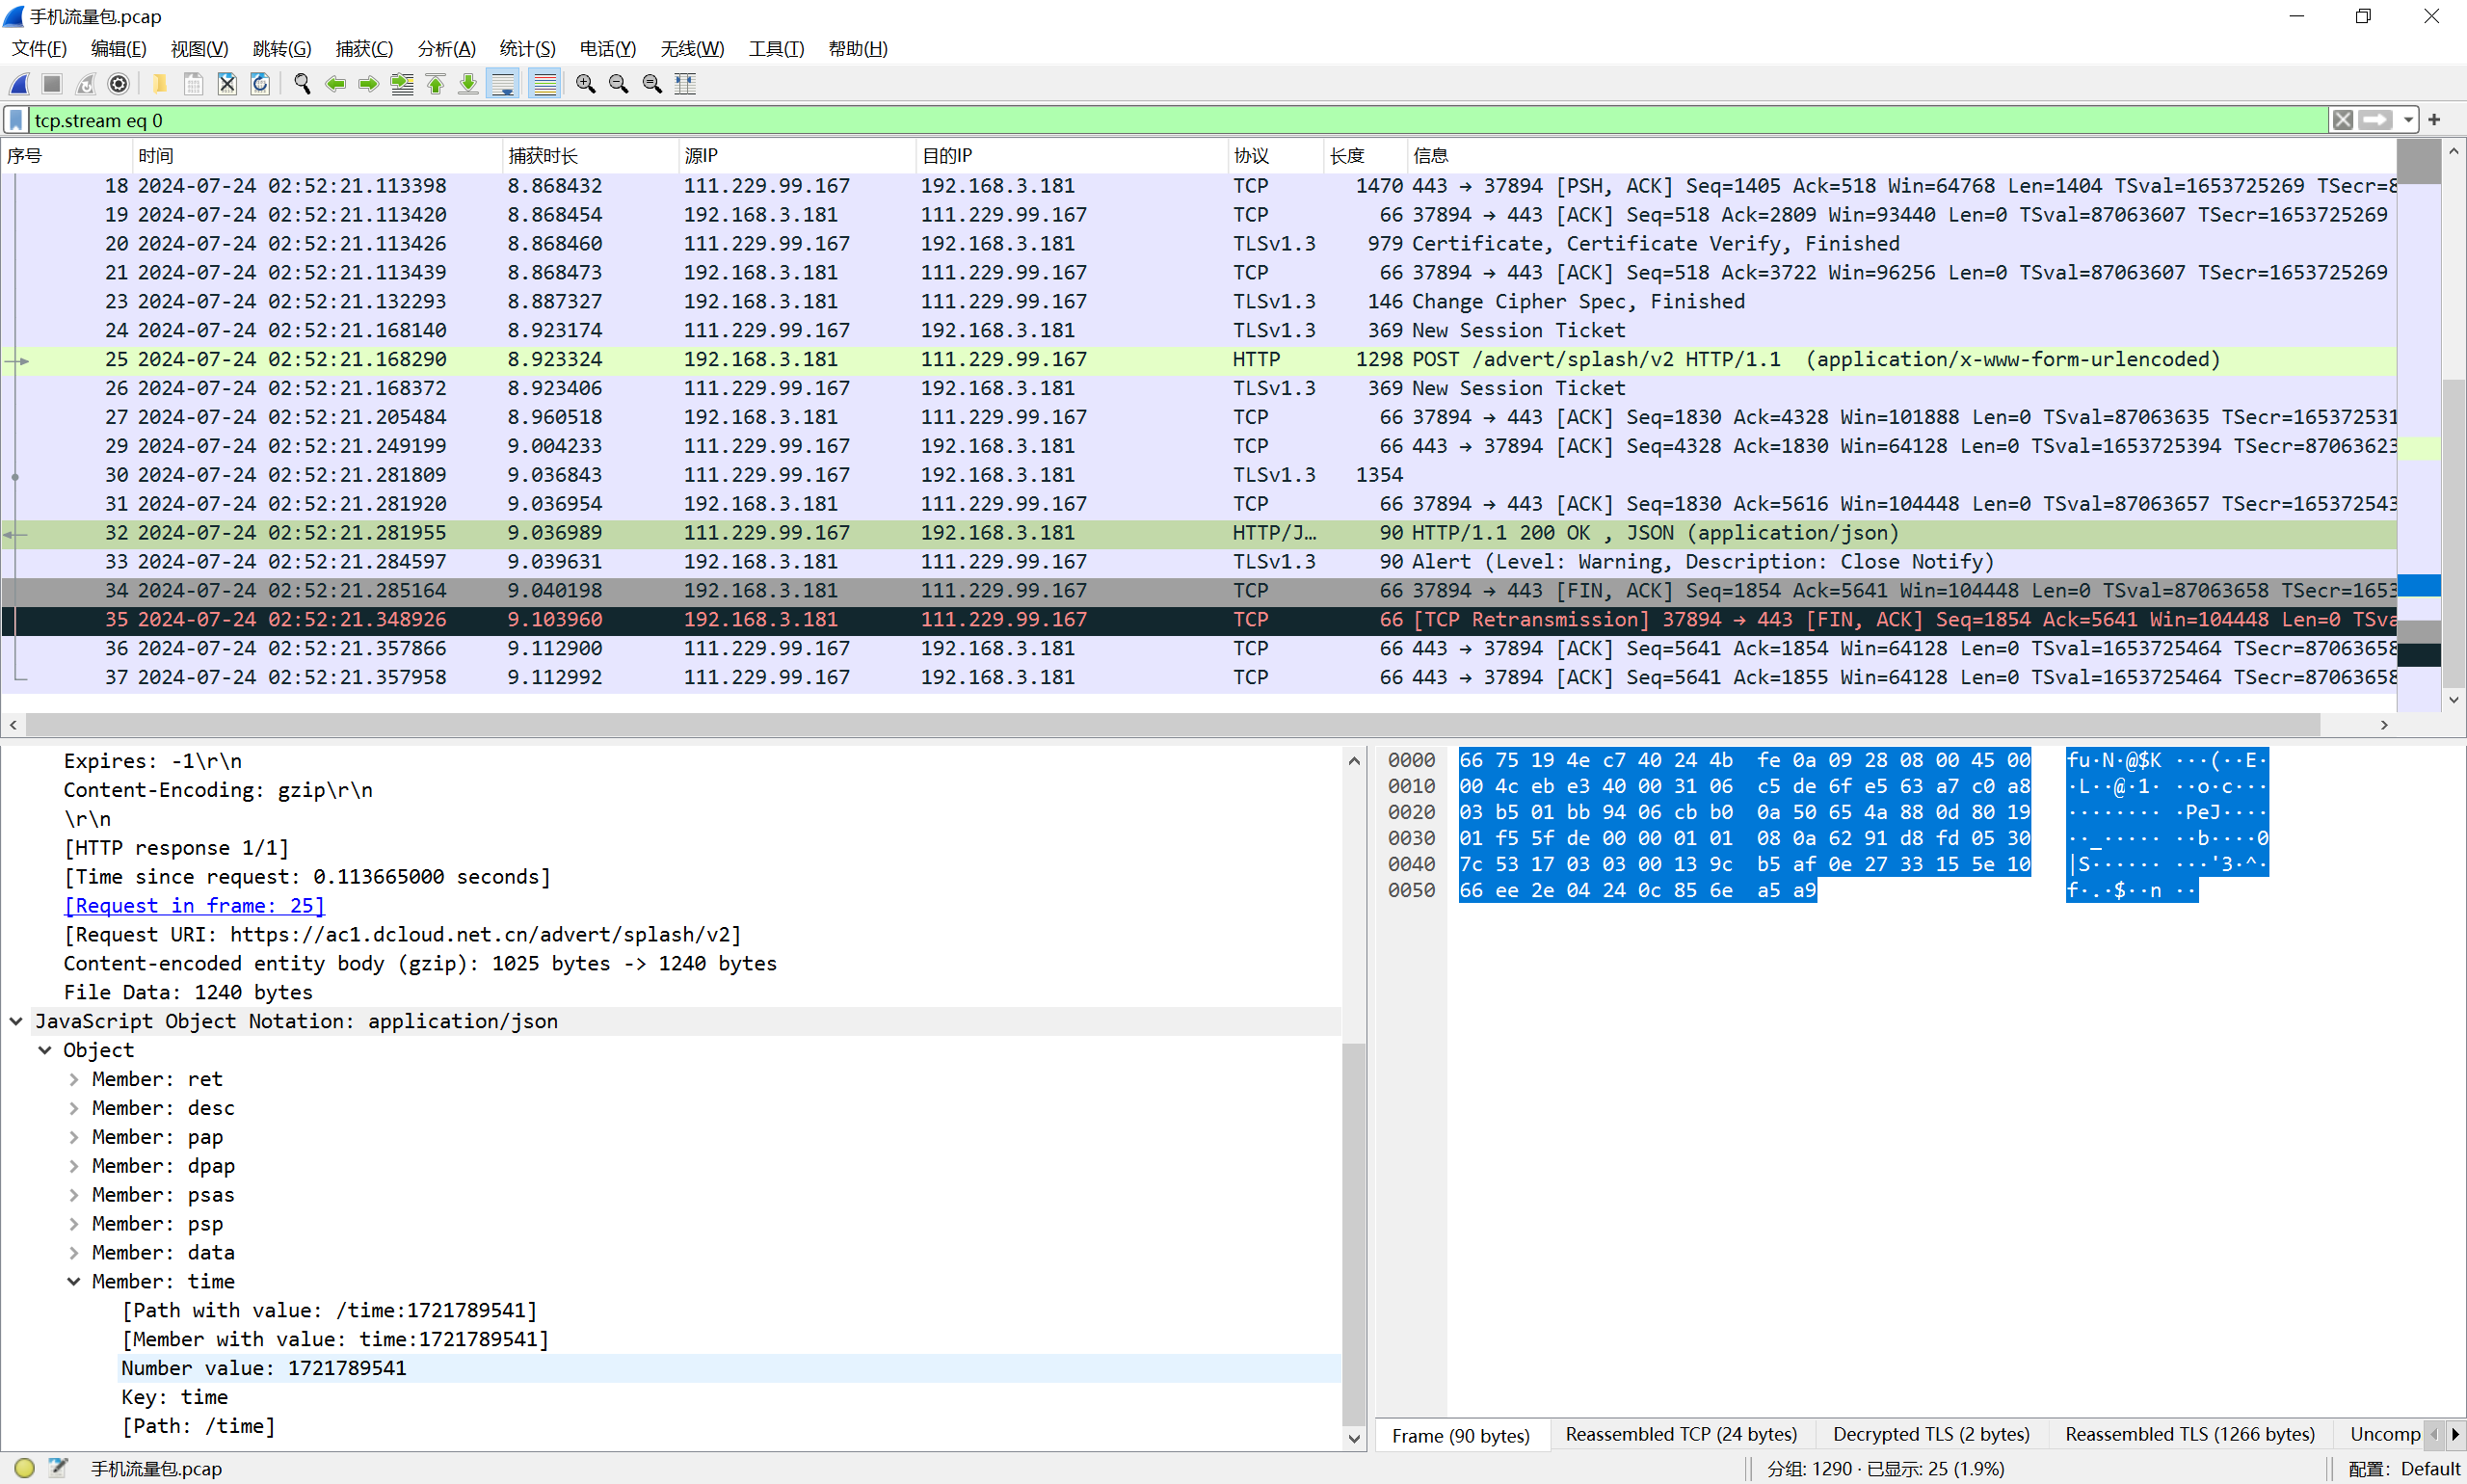 手机流量包.pcap
文件(F) 编辑(E) 视图(V) 跳转(G) 捕获(C) 分析(A) 统计(S) 电话(Y) 无线(W) 工具(T) 帮助(H)
tcp.stream eq 0
序号 时间 捕获时长 源IP 目的IP 协议 长度 信息
18 2024-07-24 02:52:21.113398 8.868432 111.229.99.167 192.168.3.181 TCP 1470 443 → 37894 [PSH, ACK] Seq=1405 Ack=518 Win=64768 Len=1404 TSval=1653725269 TSecr=8
19 2024-07-24 02:52:21.113420 8.868454 192.168.3.181 111.229.99.167 TCP 66 37894 → 443 [ACK] Seq=518 Ack=2809 Win=93440 Len=0 TSval=87063607 TSecr=1653725269
20 2024-07-24 02:52:21.113426 8.868460 111.229.99.167 192.168.3.181 TLSv1.3 979 Certificate, Certificate Verify, Finished
21 2024-07-24 02:52:21.113439 8.868473 192.168.3.181 111.229.99.167 TCP 66 37894 → 443 [ACK] Seq=518 Ack=3722 Win=96256 Len=0 TSval=87063607 TSecr=1653725269
23 2024-07-24 02:52:21.132293 8.887327 192.168.3.181 111.229.99.167 TLSv1.3 146 Change Cipher Spec, Finished
24 2024-07-24 02:52:21.168140 8.923174 111.229.99.167 192.168.3.181 TLSv1.3 369 New Session Ticket
25 2024-07-24 02:52:21.168290 8.923324 192.168.3.181 111.229.99.167 HTTP 1298 POST /advert/splash/v2 HTTP/1.1 (application/x-www-form-urlencoded)
26 2024-07-24 02:52:21.168372 8.923406 111.229.99.167 192.168.3.181 TLSv1.3 369 New Session Ticket
27 2024-07-24 02:52:21.205484 8.960518 192.168.3.181 111.229.99.167 TCP 66 37894 → 443 [ACK] Seq=1830 Ack=4328 Win=101888 Len=0 TSval=87063635 TSecr=165372531
29 2024-07-24 02:52:21.249199 9.004233 111.229.99.167 192.168.3.181 TCP 66 443 → 37894 [ACK] Seq=4328 Ack=1830 Win=64128 Len=0 TSval=1653725394 TSecr=87063623
30 2024-07-24 02:52:21.281809 9.036843 111.229.99.167 192.168.3.181 TLSv1.3 1354
31 2024-07-24 02:52:21.281920 9.036954 192.168.3.181 111.229.99.167 TCP 66 37894 → 443 [ACK] Seq=1830 Ack=5616 Win=104448 Len=0 TSval=87063657 TSecr=165372543
32 2024-07-24 02:52:21.281955 9.036989 111.229.99.167 192.168.3.181 HTTP/J… 90 HTTP/1.1 200 OK , JSON (application/json)
33 2024-07-24 02:52:21.284597 9.039631 192.168.3.181 111.229.99.167 TLSv1.3 90 Alert (Level: Warning, Description: Close Notify)
34 2024-07-24 02:52:21.285164 9.040198 192.168.3.181 111.229.99.167 TCP 66 37894 → 443 [FIN, ACK] Seq=1854 Ack=5641 Win=104448 Len=0 TSval=87063658 TSecr=1653
35 2024-07-24 02:52:21.348926 9.103960 192.168.3.181 111.229.99.167 TCP 66 [TCP Retransmission] 37894 → 443 [FIN, ACK] Seq=1854 Ack=5641 Win=104448 Len=0 TSva
36 2024-07-24 02:52:21.357866 9.112900 111.229.99.167 192.168.3.181 TCP 66 443 → 37894 [ACK] Seq=5641 Ack=1854 Win=64128 Len=0 TSval=1653725464 TSecr=87063658
37 2024-07-24 02:52:21.357958 9.112992 111.229.99.167 192.168.3.181 TCP 66 443 → 37894 [ACK] Seq=5641 Ack=1855 Win=64128 Len=0 TSval=1653725464 TSecr=87063658
Expires: -1\r\n
Content-Encoding: gzip\r\n
\r\n
[HTTP response 1/1]
[Time since request: 0.113665000 seconds]
[Request in frame: 25]
[Request URI: https://ac1.dcloud.net.cn/advert/splash/v2]
Content-encoded entity body (gzip): 1025 bytes -> 1240 bytes
File Data: 1240 bytes
JavaScript Object Notation: application/json
Object
Member: ret
Member: desc
Member: pap
Member: dpap
Member: psas
Member: psp
Member: data
Member: time
[Path with value: /time:1721789541]
[Member with value: time:1721789541]
Number value: 1721789541
Key: time
[Path: /time]
0000 66 75 19 4e c7 40 24 4b fe 0a 09 28 08 00 45 00 fu·N·@$K ···(··E·
0010 00 4c eb e3 40 00 31 06 c5 de 6f e5 63 a7 c0 a8 ·L··@·1· ··o·c···
0020 03 b5 01 bb 94 06 cb b0 0a 50 65 4a 88 0d 80 19 ········ ·PeJ····
0030 01 f5 5f de 00 00 01 01 08 0a 62 91 d8 fd 05 30 ··_····· ··b····0
0040 7c 53 17 03 03 00 13 9c b5 af 0e 27 33 15 5e 10 |S······ ···'3·^·
0050 66 ee 2e 04 24 0c 85 6e a5 a9 f·.·$··n ··
Frame (90 bytes) Reassembled TCP (24 bytes) Decrypted TLS (2 bytes) Reassembled TLS (1266 bytes) Uncomp
手机流量包.pcap 分组: 1290 · 已显示: 25 (1.9%) 配置: Default